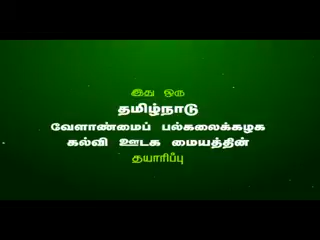 இது ஒரு
தமிழ்நாடு
வேளாண்மைப் பல்கலைக்கழக
கல்வி ஊடக மையத்தின்
தயாரிப்பு